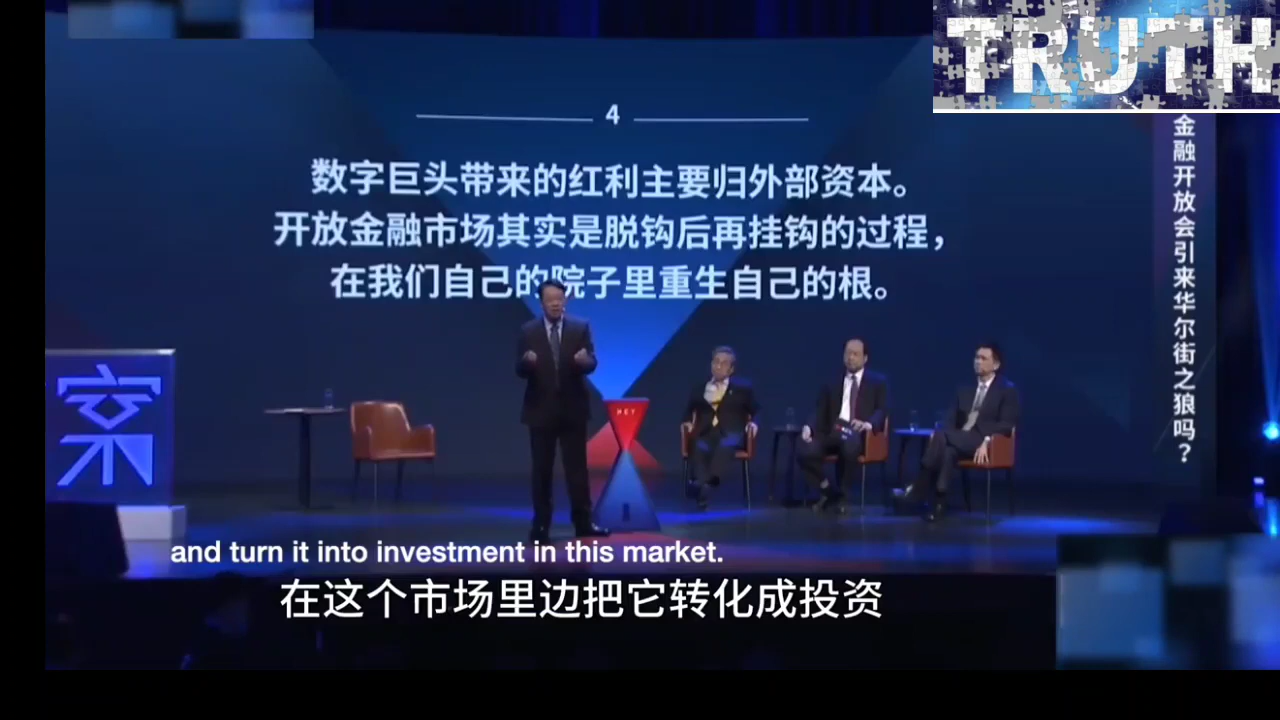 TRUTH
4
数字巨头带来的红利主要归外部资本。
开放金融市场其实是脱钩后再挂钩的过程，
在我们自己的院子里重生自己的根。
金融开放会引来华尔街之狼吗？
案
KEY
and turn it into investment in this market.
在这个市场里边把它转化成投资